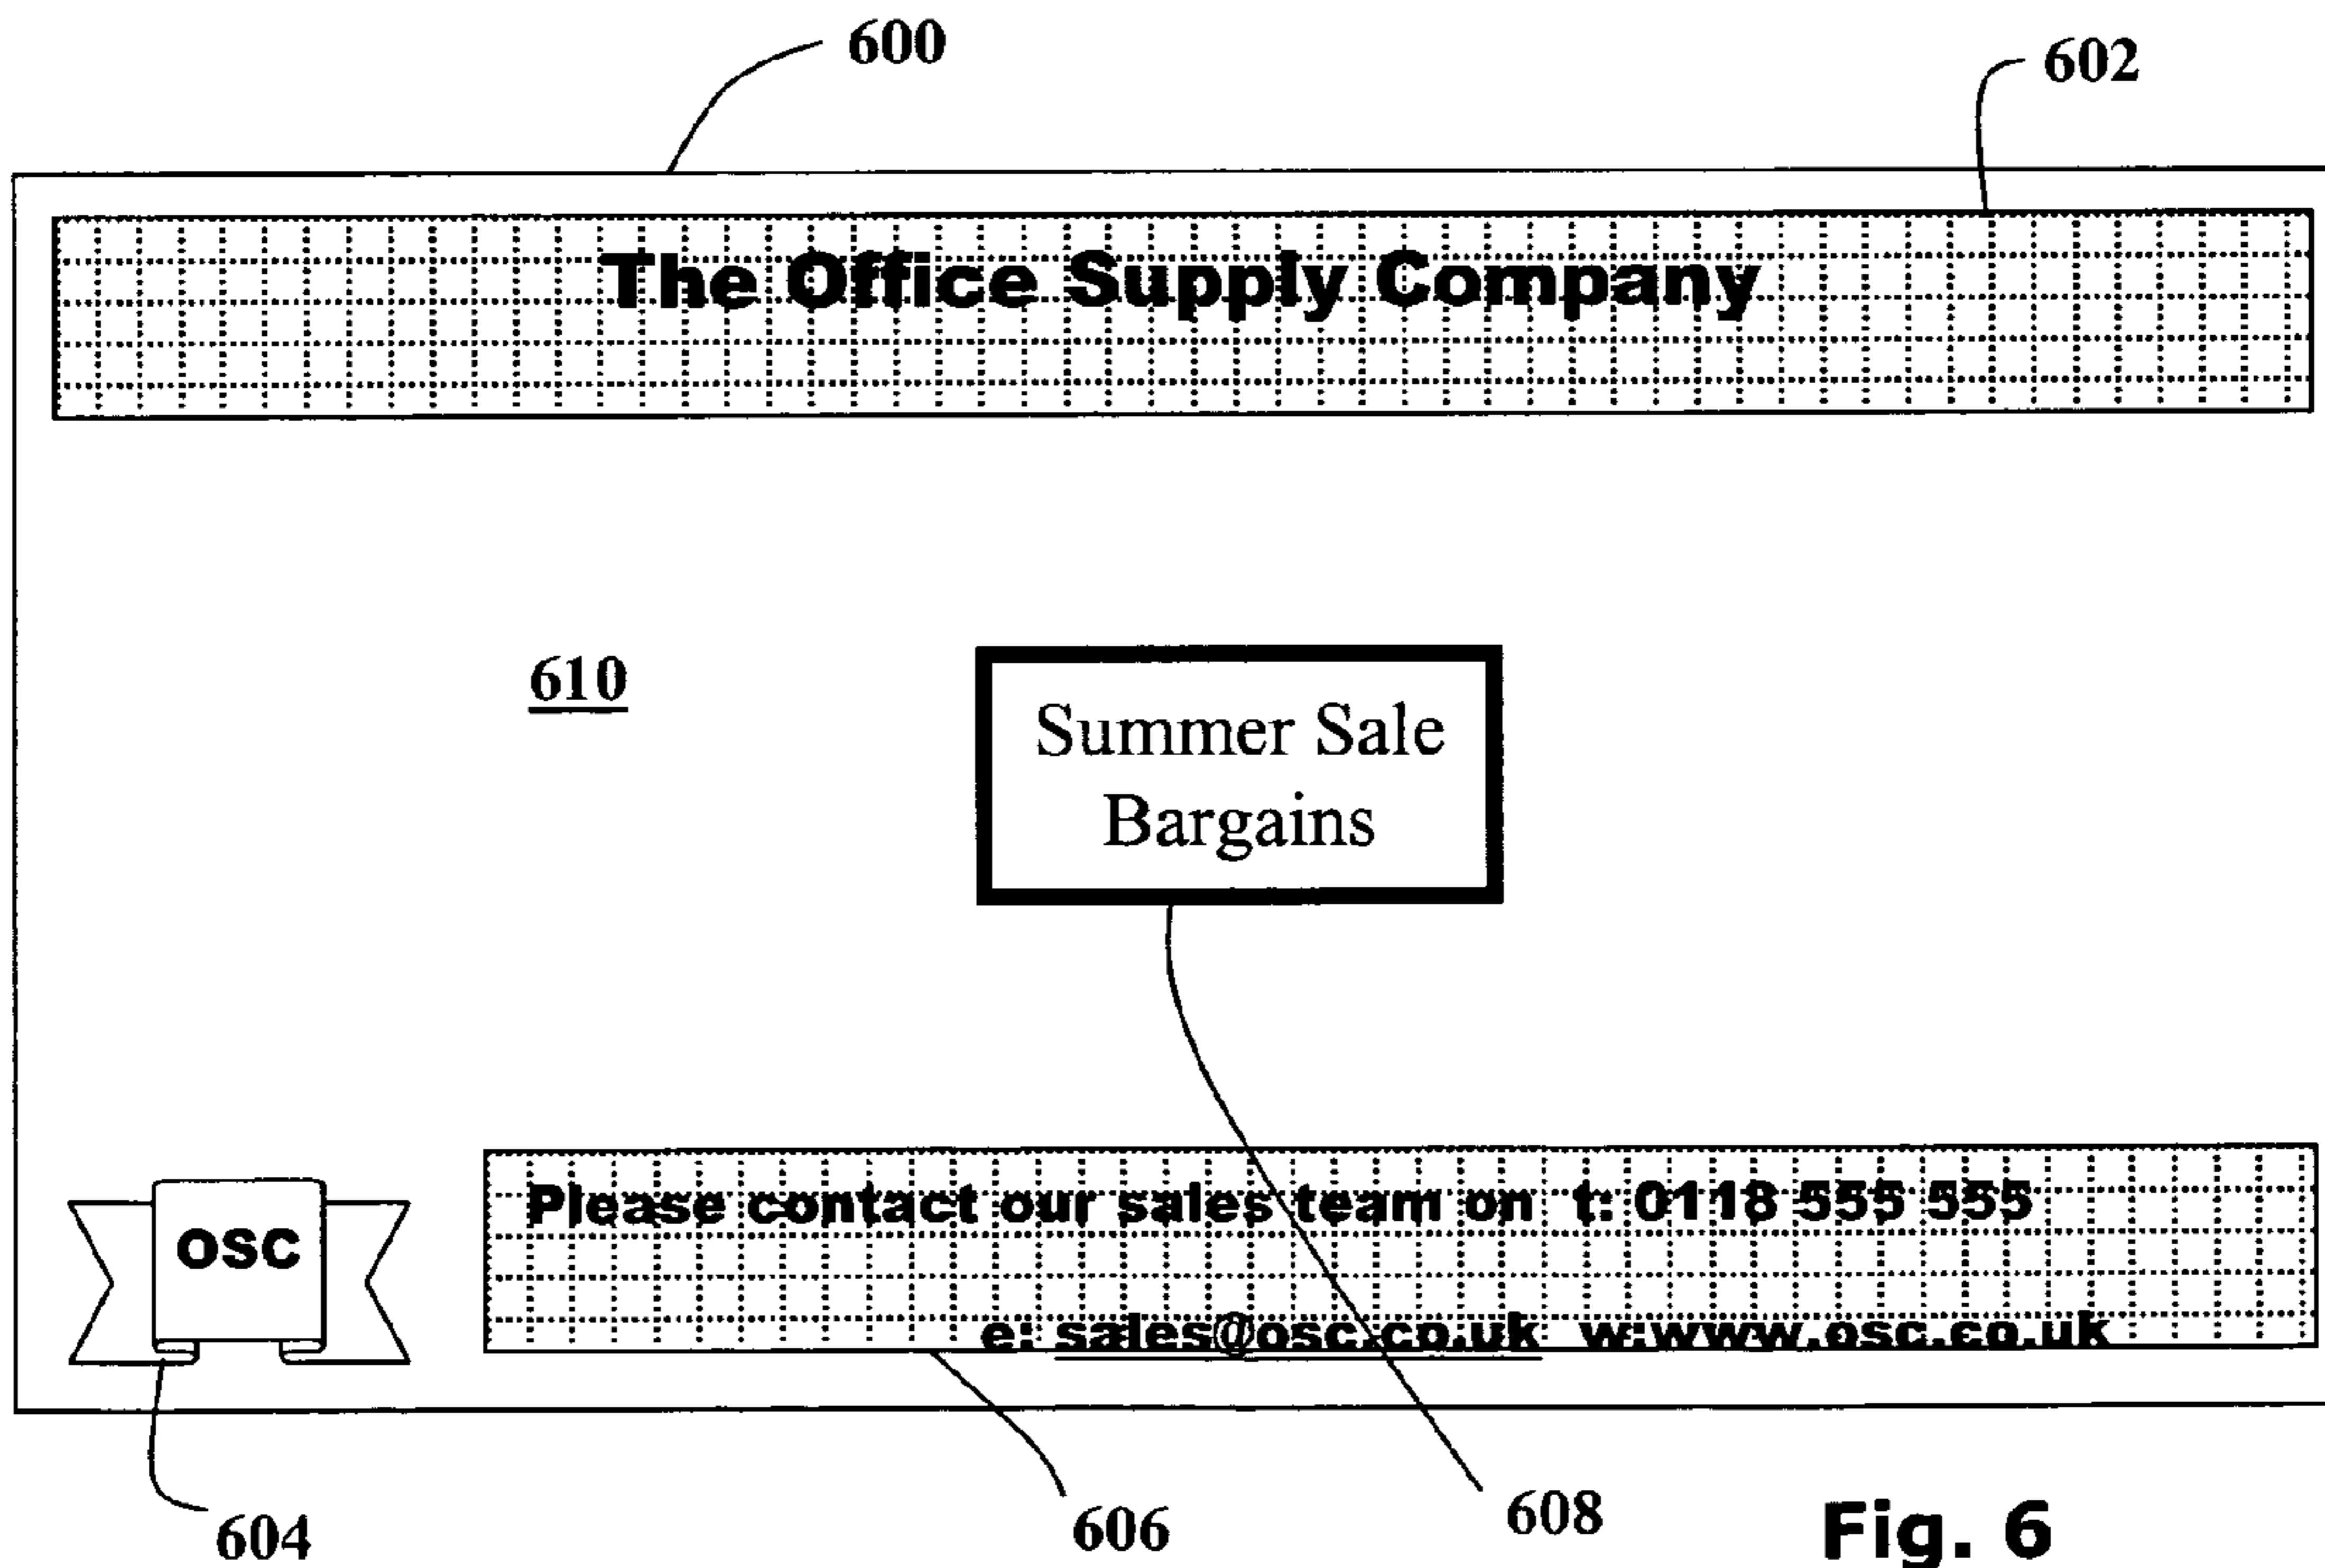 600
602
The Office Supply Company
610
Summer Sale
Bargains
OSC
Please contact our sales team on t: 0118 555 555
e: sales@osc.co.uk w:www.osc.co.uk
604
606
608
Fig. 6